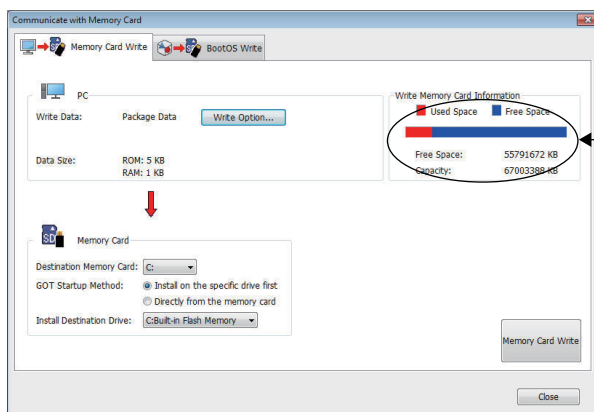 Communicate with Memory Card
Memory Card Write
BootOS Write
PC
Write Data: Package Data Write Option...
Data Size: ROM: 5 KB
RAM: 1 KB
Write Memory Card Information
Used Space Free Space
Free Space: 55791672 KB
Capacity: 67003388 KB
SD
Memory Card
Destination Memory Card: C:
GOT Startup Method: Install on the specific drive first
Directly from the memory card
Install Destination Drive: C:Built-in Flash Memory
Memory Card Write
Close